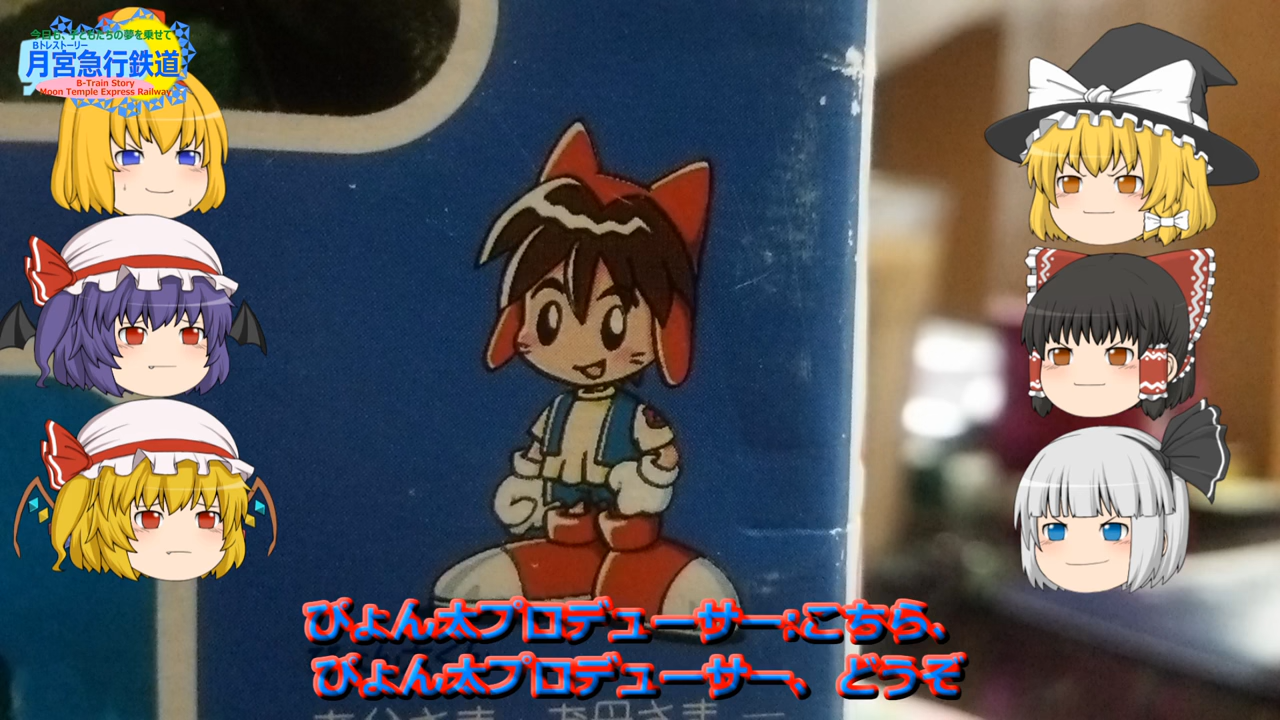 今日も、子どもたちの夢を乗せて
Bトレストーリー
月宮急行鉄道
B-Train Story
Moon Temple Express Railway
ぴょん太プロデューサー:こちら、
ぴょん太プロデューサー、どうぞ